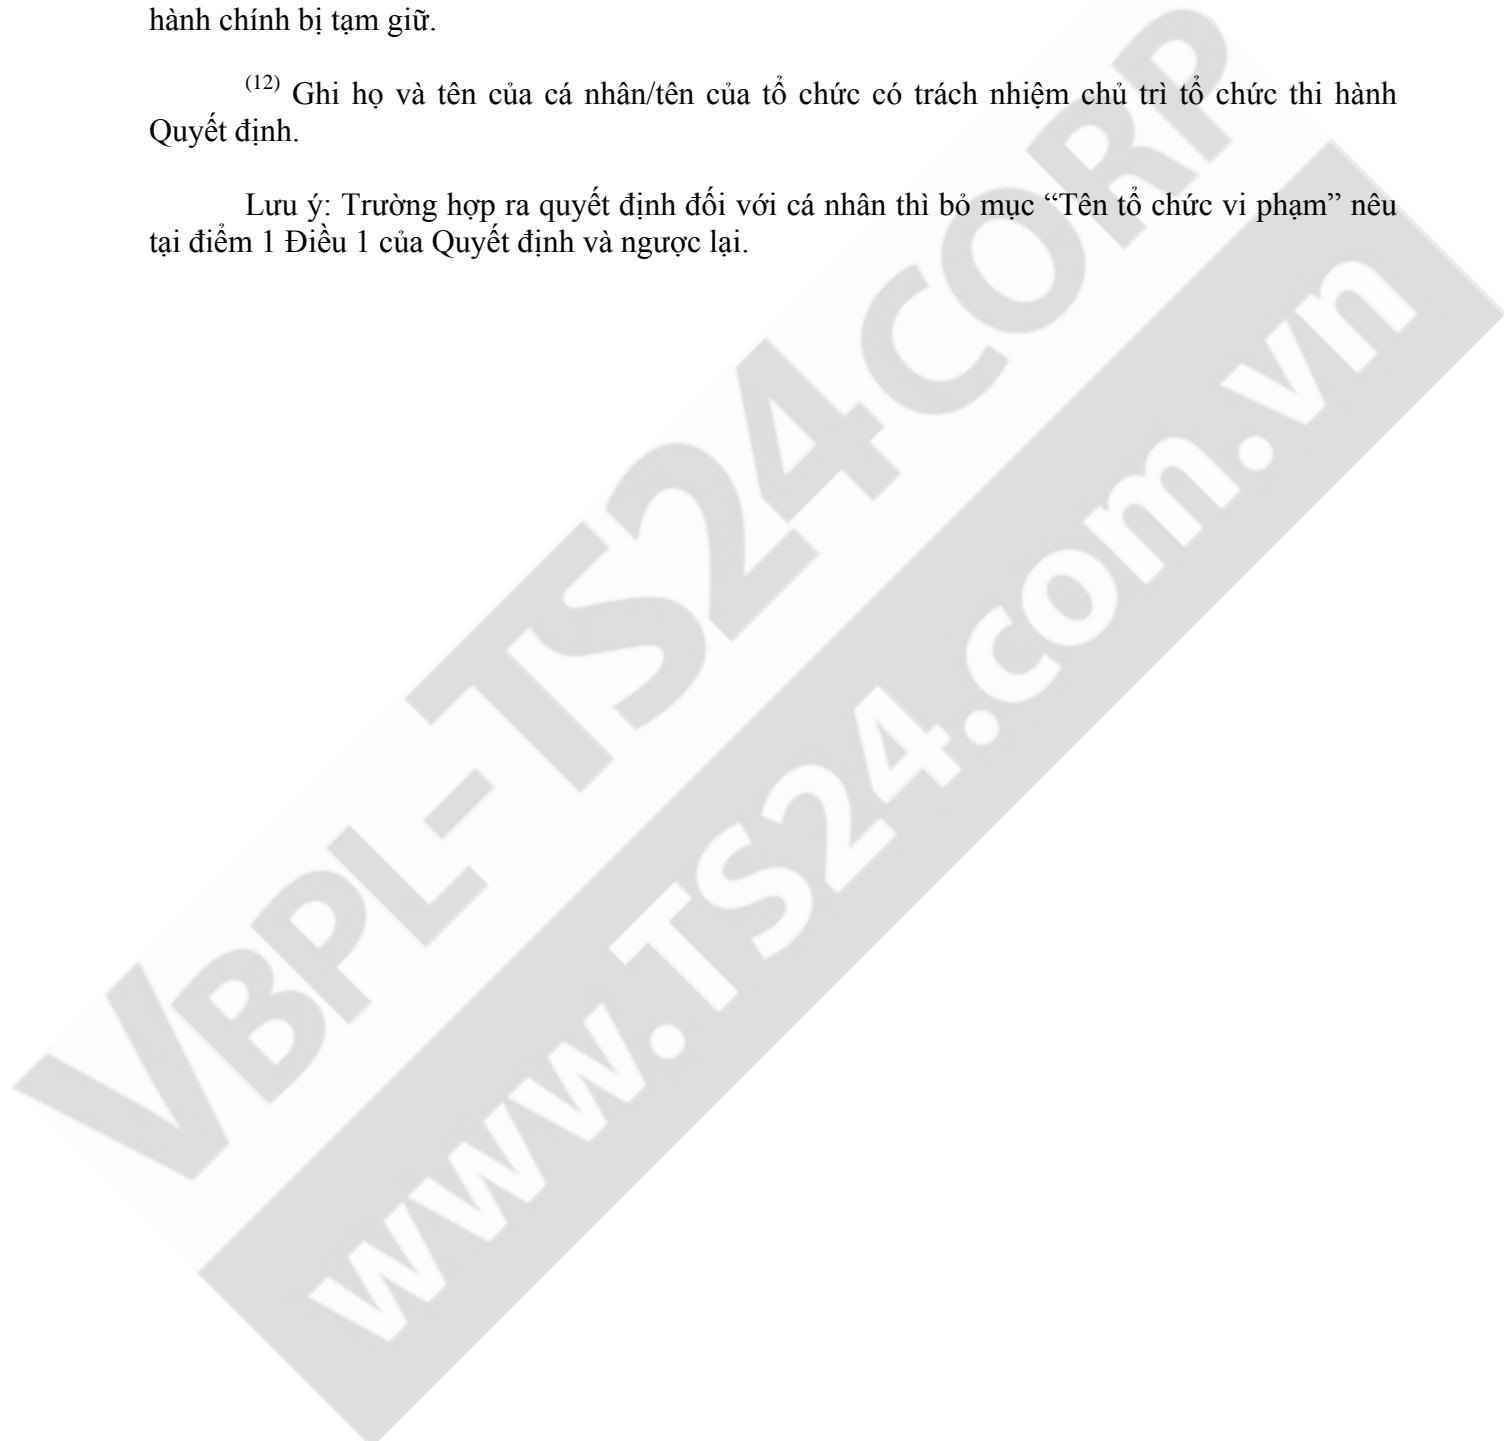 hành chính bị tạm giữ.
(12) Ghi họ và tên của cá nhân/tên của tổ chức có trách nhiệm chủ trì tổ chức thi hành
Quyết định.
Lưu ý: Trường hợp ra quyết định đối với cá nhân thì bỏ mục “Tên tổ chức vi phạm” nêu
tại điểm 1 Điều 1 của Quyết định và ngược lại.
VBPL-TS24CORP
www.TS24.com.vn